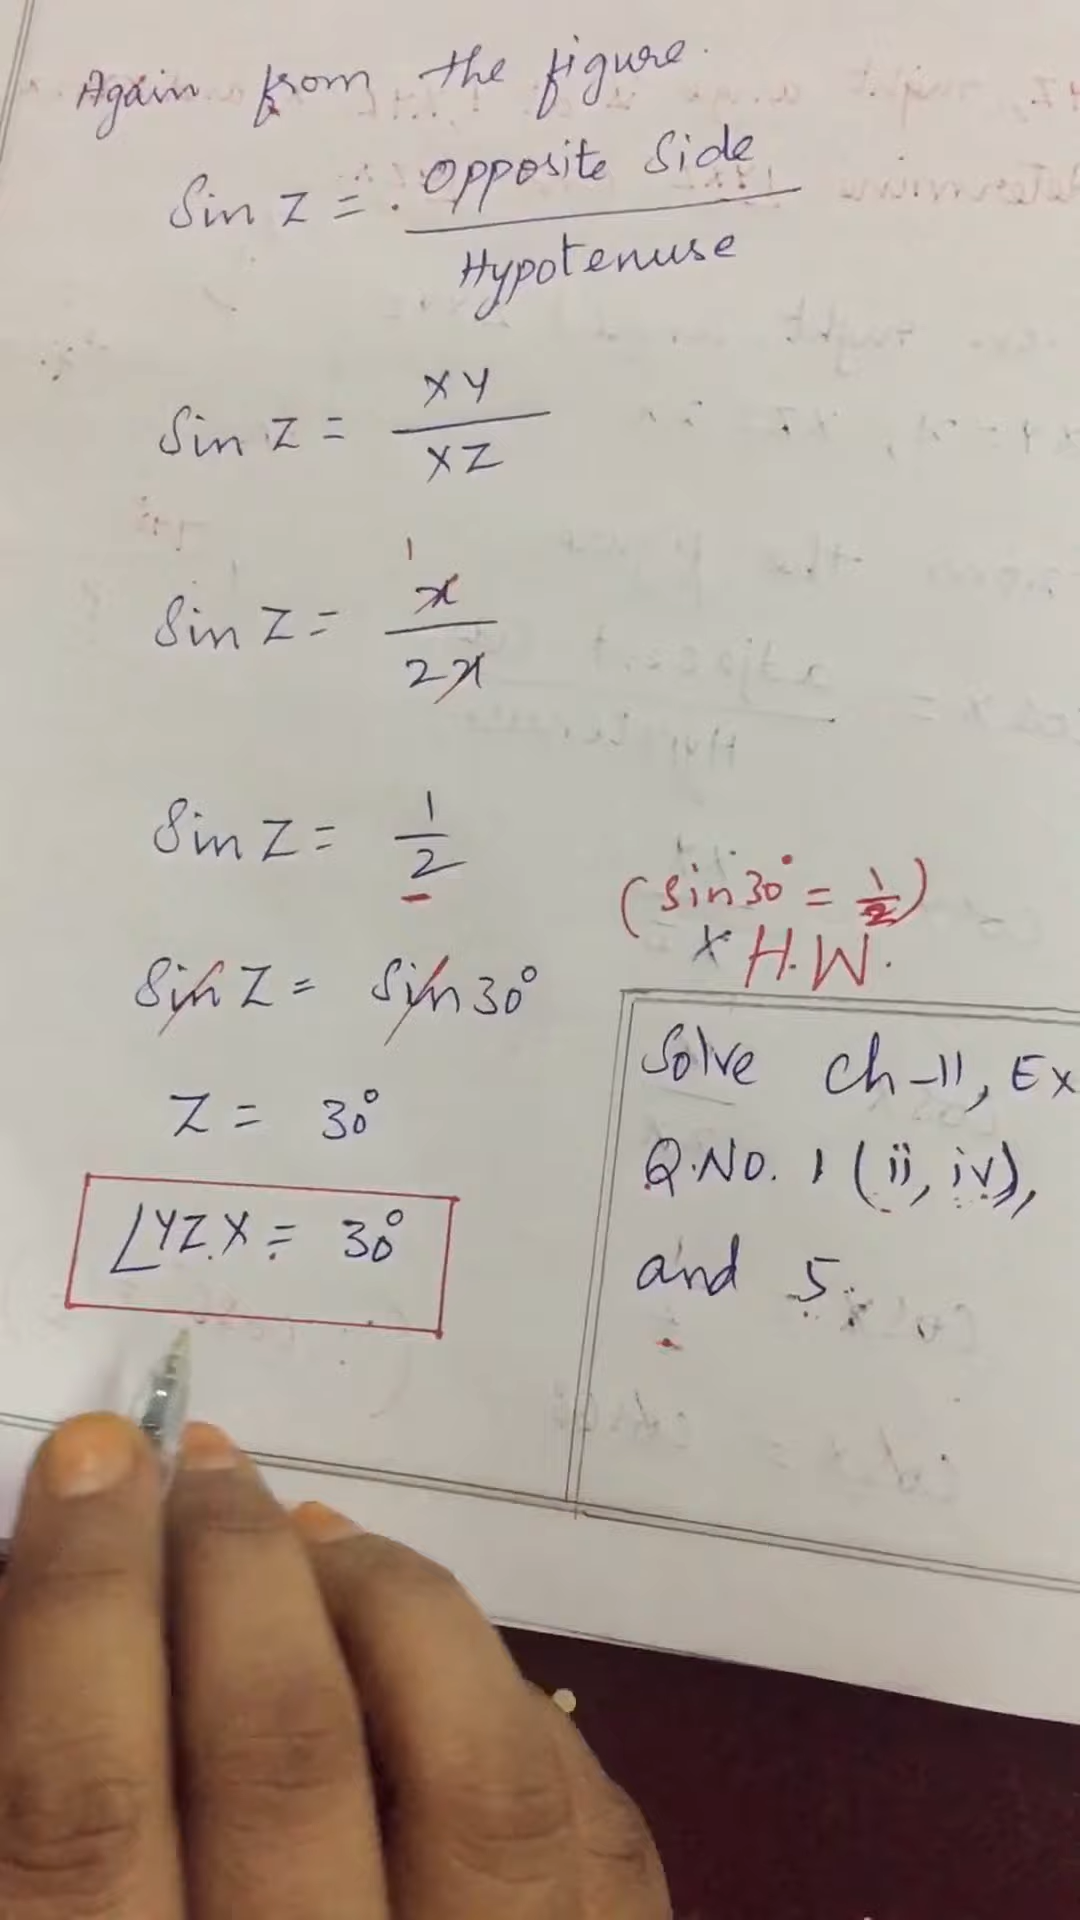 Again from the figure.
Sin Z = Opposite Side
Hypotenuse
Sin Z = XY
XZ
1
Sin Z = x
2x
Sin Z = 1
2
(Sin 30° = 1/2)
x H.W.
Sin Z = Sin 30°
Z = 30°
∠YZX = 30°
Solve Ch-11, Ex
Q.No. 1 (ii, iv),
and 5.